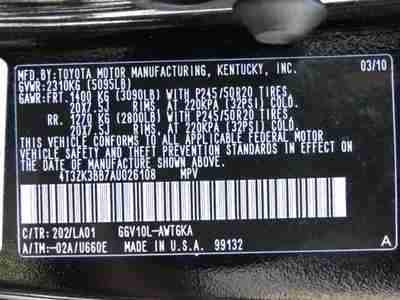 MFD.BY:TOYOTA MOTOR MANUFACTURING, KENTUCKY, INC.
GVWR:2310KG (5095LB) 03/10
GAWR:FRT.1400 KG (3090LB) WITH P245/50R20 TIRES,
20X7.5J RIMS AT 220KPA (32PSI) COLD.
RR. 1270 KG (2800LB) WITH P245/50R20 TIRES,
20X7.5J RIMS AT 220KPA (32PSI) COLD.
THIS VEHICLE CONFORMS TO ALL APPLICABLE FEDERAL MOTOR
VEHICLE SAFETY AND THEFT PREVENTION STANDARDS IN EFFECT ON THE
DATE OF MANUFACTURE SHOWN ABOVE.
4T3ZK3BB7AU026108 MPV
C/TR:202/LA01 GGV10L-AWTGKA
A/TM:-02A/U660E MADE IN U.S.A. 99132 A